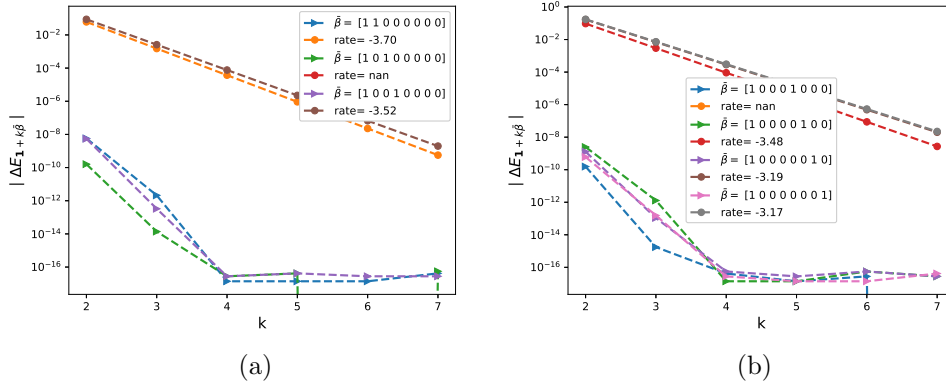 | ΔE_{1+kβ̄} |
10^{-2}
10^{-4}
10^{-6}
10^{-8}
10^{-10}
10^{-12}
10^{-14}
10^{-16}
β̄ = [1 1 0 0 0 0 0 0]
rate= -3.70
β̄ = [1 0 1 0 0 0 0 0]
rate= nan
β̄ = [1 0 0 1 0 0 0 0]
rate= -3.52
2 3 4 5 6 7
k
(a)
| ΔE_{1+kβ̄} |
10^{0}
10^{-2}
10^{-4}
10^{-6}
10^{-8}
10^{-10}
10^{-12}
10^{-14}
10^{-16}
β̄ = [1 0 0 0 1 0 0 0]
rate= nan
β̄ = [1 0 0 0 0 1 0 0]
rate= -3.48
β̄ = [1 0 0 0 0 0 1 0]
rate= -3.19
β̄ = [1 0 0 0 0 0 0 1]
rate= -3.17
2 3 4 5 6 7
k
(b)